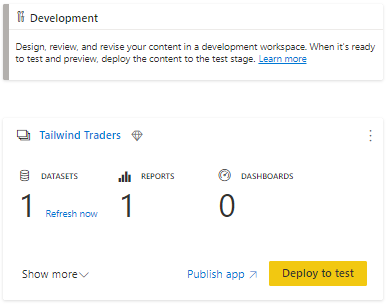 Development
Design, review, and revise your content in a development workspace. When it's ready
to test and preview, deploy the content to the test stage. Learn more
Tailwind Traders
DATASETS REPORTS DASHBOARDS
1 Refresh now 1 0
Show more Publish app Deploy to test